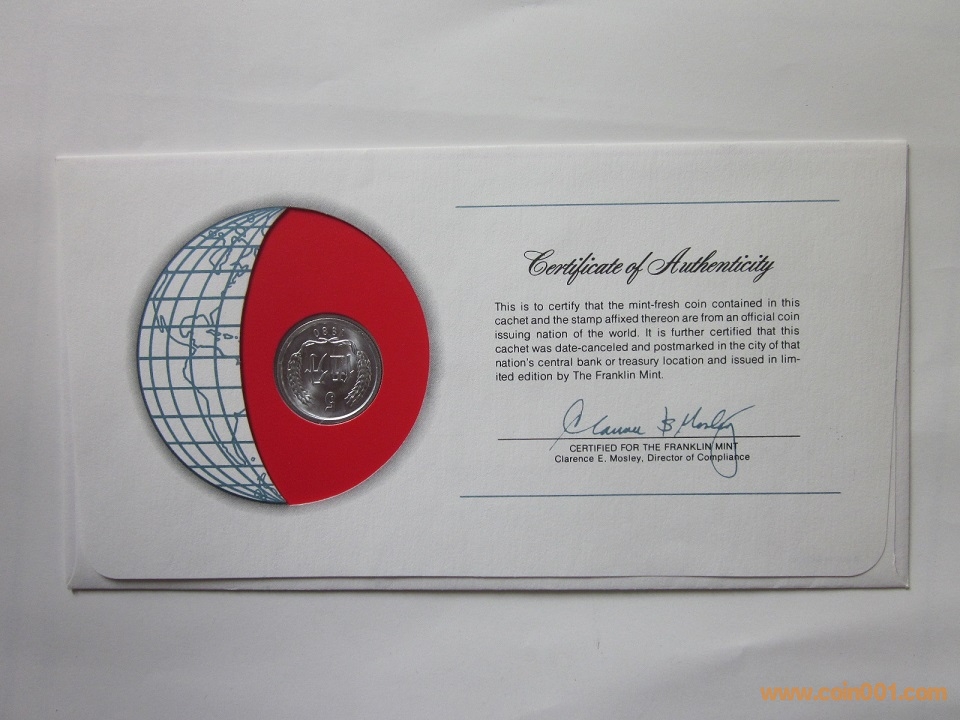 Certificate of Authenticity
This is to certify that the mint-fresh coin contained in this
cachet and the stamp affixed thereon are from an official coin
issuing nation of the world. It is further certified that this
cachet was date-canceled and postmarked in the city of that
nation's central bank or treasury location and issued in lim-
ited edition by The Franklin Mint.
CERTIFIED FOR THE FRANKLIN MINT
Clarence E. Mosley, Director of Compliance
www.coin001.com